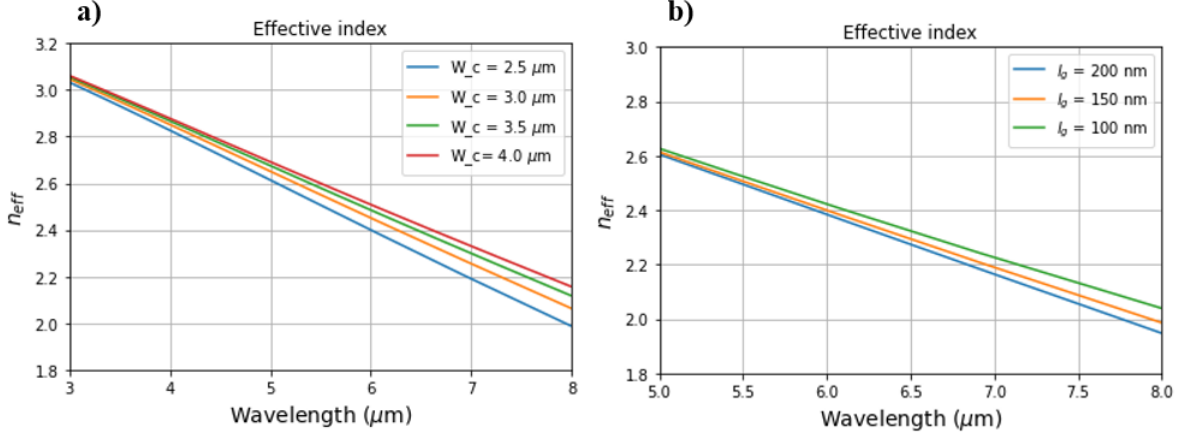 a)
Effective index
3.2
3.0
2.8
2.6
2.4
2.2
2.0
1.8
n_eff
W_c = 2.5 μm
W_c = 3.0 μm
W_c = 3.5 μm
W_c= 4.0 μm
3 4 5 6 7 8
Wavelength (μm)
b)
Effective index
3.0
2.8
2.6
2.4
2.2
2.0
1.8
n_eff
l_g = 200 nm
l_g = 150 nm
l_g = 100 nm
5.0 5.5 6.0 6.5 7.0 7.5 8.0
Wavelength (μm)